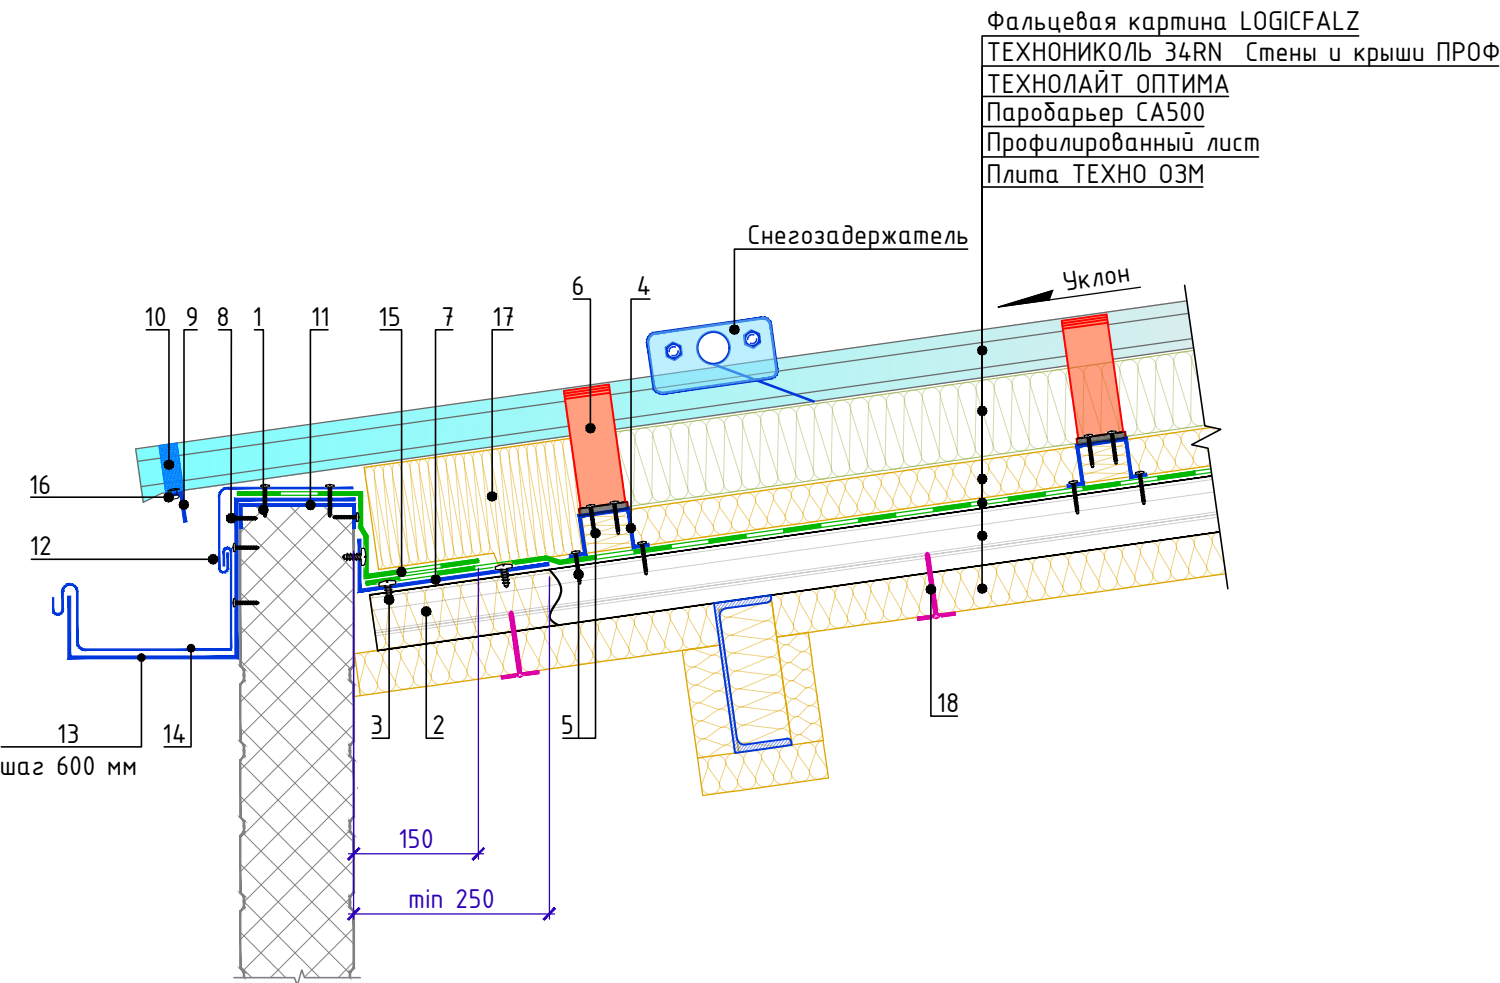 Фальцевая картина LOGICFALZ
ТЕХНОНИКОЛЬ 34RN Стены и крыши ПРОФ
ТЕХНОЛАЙТ ОПТИМА
Паробарьер СА500
Профилированный лист
Плита ТЕХНО ОЗМ
Снегозадержатель
Уклон
6
4
10
9
8
1
11
15
7
17
16
12
13
шаг 600 мм
14
3
2
5
18
150
min 250